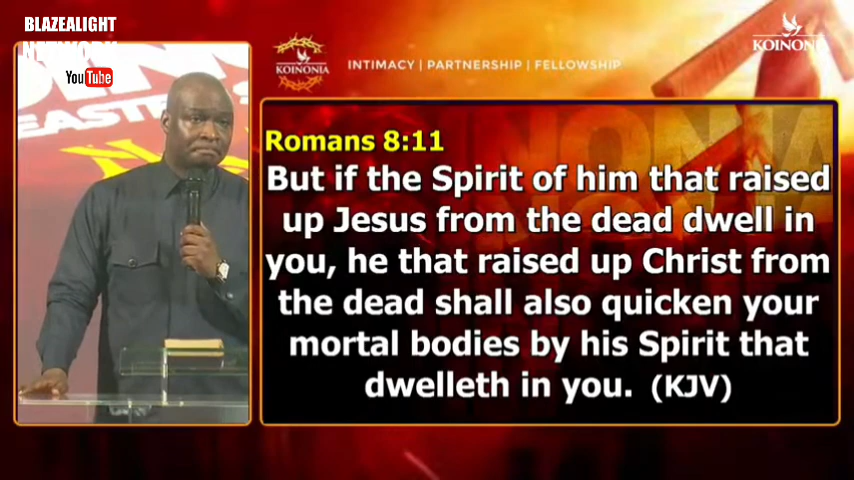 BLAZEALIGHT
NETWORK
YouTube
EASTER
KOINONIA
INTIMACY | PARTNERSHIP | FELLOWSHIP
KOINONIA
Romans 8:11
But if the Spirit of him that raised
up Jesus from the dead dwell in
you, he that raised up Christ from
the dead shall also quicken your
mortal bodies by his Spirit that
dwelleth in you. (KJV)